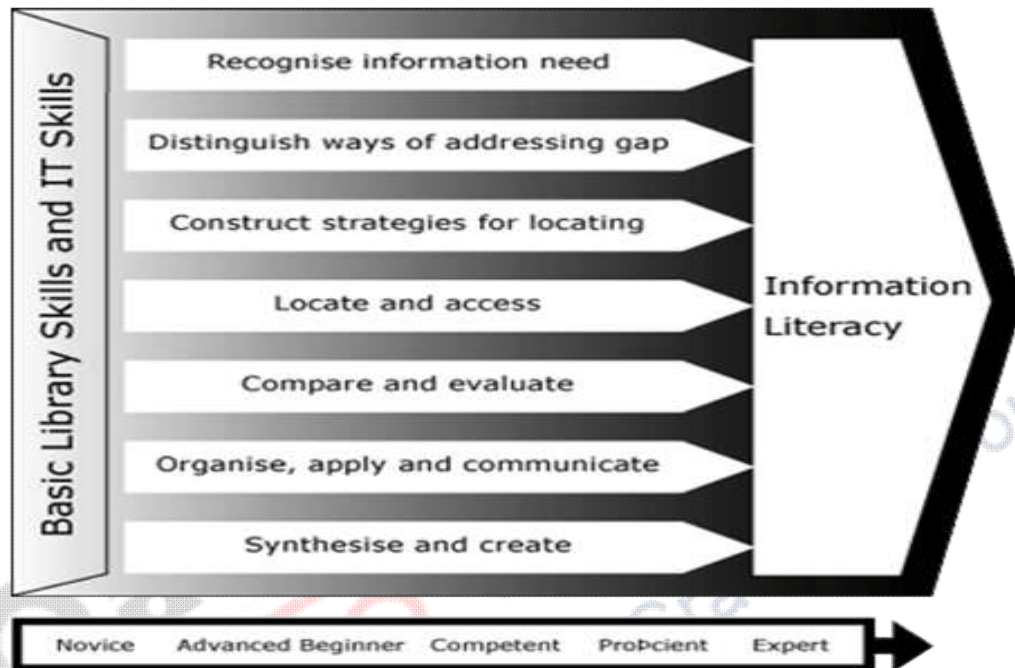 Basic Library Skills and IT Skills
Recognise information need
Distinguish ways of addressing gap
Construct strategies for locating
Locate and access
Compare and evaluate
Organise, apply and communicate
Synthesise and create
Information
Literacy
Novice Advanced Beginner Competent ProÞcient Expert